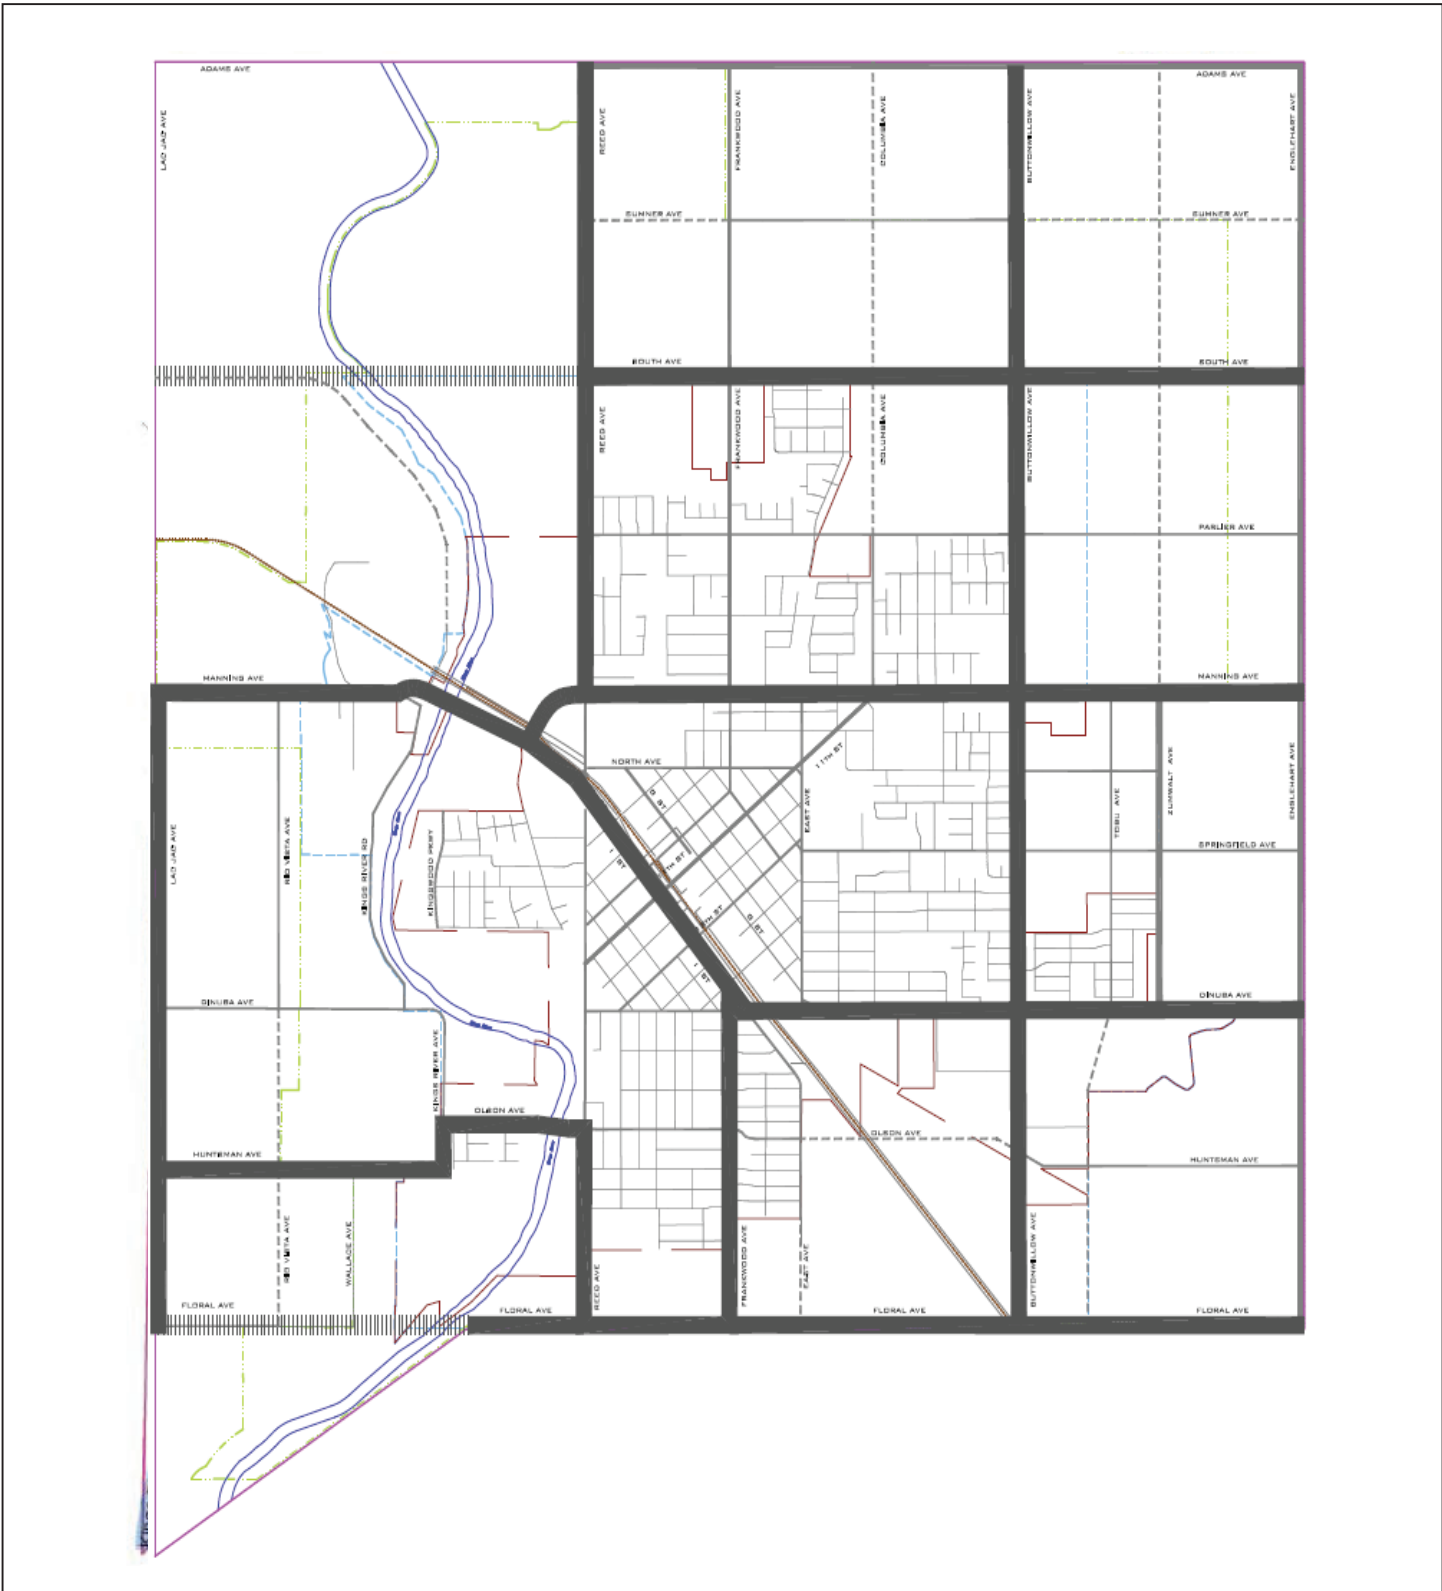 ADAMS AVE
ADAMS AVE
LAC JAC AVE
REED AVE
FRANKWOOD AVE
COLUMBIA AVE
BUTTONWILLOW AVE
ENGLEHART AVE
SUMNER AVE
SUMNER AVE
SOUTH AVE
SOUTH AVE
REED AVE
FRANKWOOD AVE
COLUMBIA AVE
BUTTONWILLOW AVE
PARLIER AVE
MANNING AVE
MANNING AVE
NORTH AVE
11TH ST
G ST
I ST
G ST
I ST
EAST AVE
TOBU AVE
ZUMWALT AVE
ENGLEHART AVE
LAC JAC AVE
RIO VISTA AVE
KINGS RIVER RD
KINGSWOOD PKWY
SPRINGFIELD AVE
DINUBA AVE
DINUBA AVE
KINGS RIVER AVE
OLSON AVE
OLSON AVE
HUNTSMAN AVE
HUNTSMAN AVE
RIO VISTA AVE
WALLACE AVE
REED AVE
FRANKWOOD AVE
EAST AVE
BUTTONWILLOW AVE
FLORAL AVE
FLORAL AVE
FLORAL AVE
FLORAL AVE